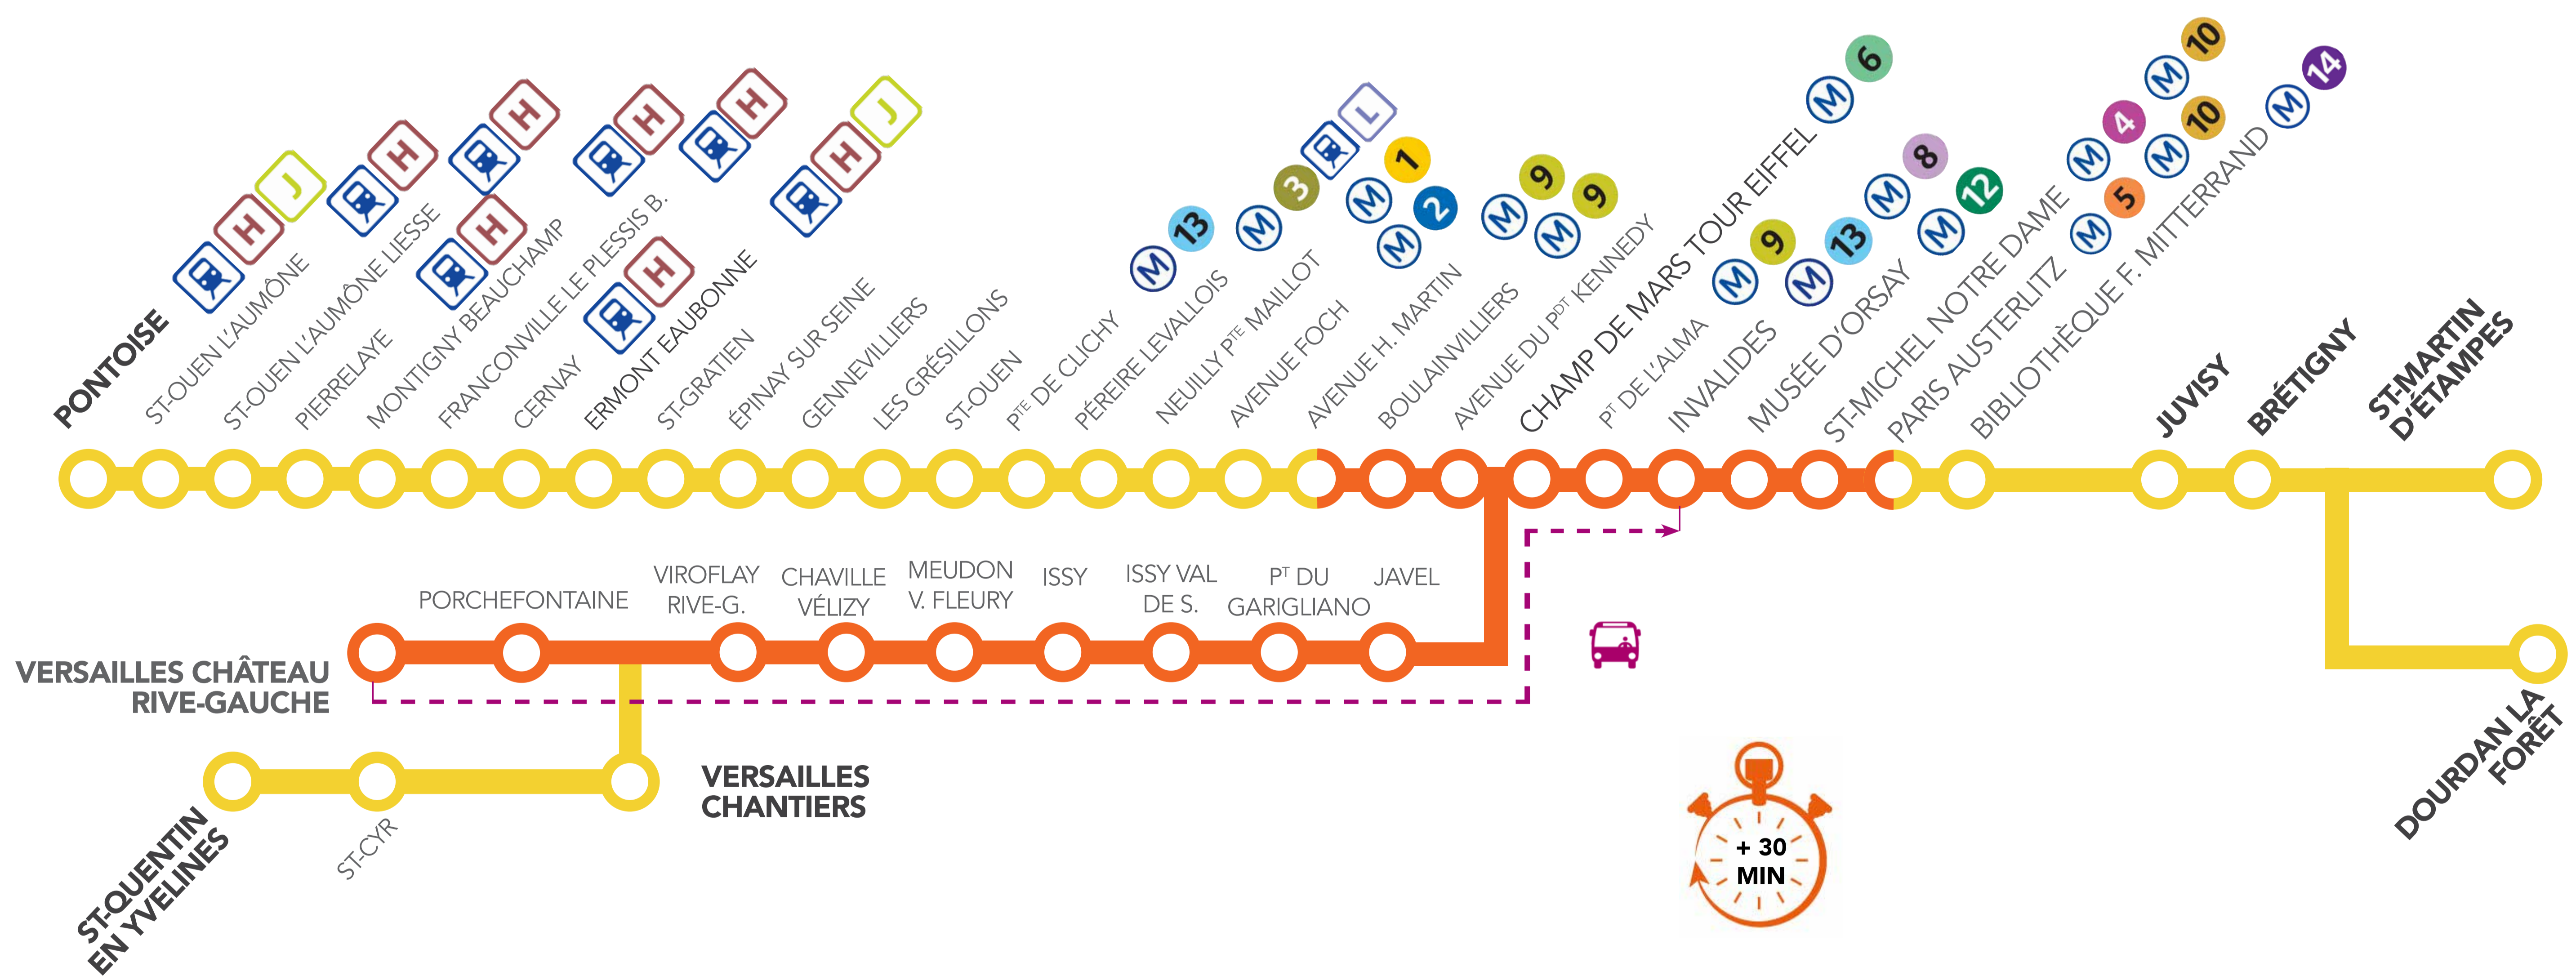 PONTOISE
H
J
ST-OUEN L'AUMÔNE
H
ST-OUEN L'AUMÔNE LIESSE
H
PIERRELAYE
H
MONTIGNY BEAUCHAMP
H
FRANCONVILLE LE PLESSIS B.
H
CERNAY
H
ERMONT EAUBONNE
H
J
ST-GRATIEN
ÉPINAY SUR SEINE
GENNEVILLIERS
LES GRÉSILLONS
ST-OUEN
PTE DE CLICHY
M
13
PÉREIRE LEVALLOIS
M
3
L
NEUILLY PTE MAILLOT
M
1
AVENUE FOCH
M
2
AVENUE H. MARTIN
M
9
BOULAINVILLIERS
M
9
AVENUE DU PDT KENNEDY
CHAMP DE MARS TOUR EIFFEL
M
6
PT DE L'ALMA
M
9
INVALIDES
M
13
M
8
MUSÉE D'ORSAY
M
12
ST-MICHEL NOTRE DAME
M
4
M
10
PARIS AUSTERLITZ
M
5
M
10
BIBLIOTHÈQUE F. MITTERRAND
M
14
JUVISY
BRÉTIGNY
ST-MARTIN
D'ÉTAMPES
VERSAILLES CHÂTEAU
RIVE-GAUCHE
PORCHEFONTAINE
VIROFLAY
RIVE-G.
CHAVILLE
VÉLIZY
MEUDON
V. FLEURY
ISSY
ISSY VAL
DE S.
PT DU
GARIGLIANO
JAVEL
DOURDAN LA
FORÊT
ST-QUENTIN
EN YVELINES
ST-CYR
VERSAILLES
CHANTIERS
+ 30
MIN